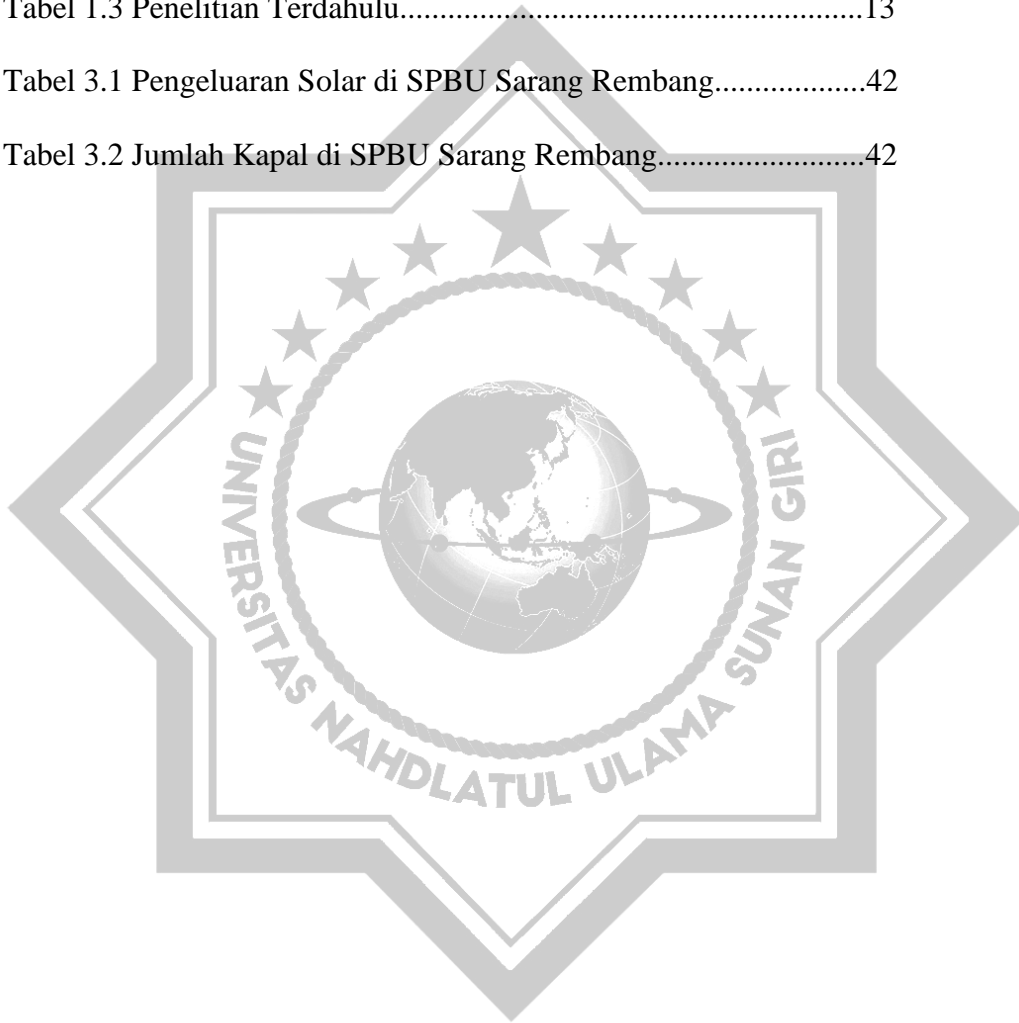 Tabel 1.3 Penelitian Terdahulu..........................................................13
Tabel 3.1 Pengeluaran Solar di SPBU Sarang Rembang...................42
Tabel 3.2 Jumlah Kapal di SPBU Sarang Rembang..........................42
UNIVERSITAS NAHDLATUL ULAMA SUNAN GIRI